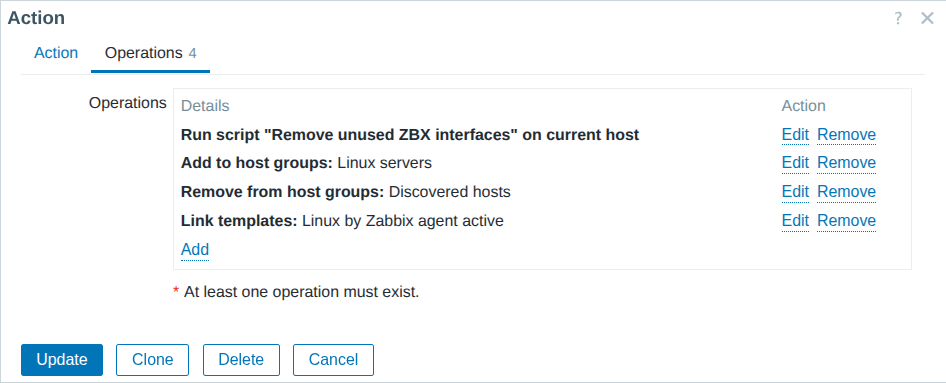 Action
? ×
Action Operations 4
Operations Details Action
Run script "Remove unused ZBX interfaces" on current host Edit Remove
Add to host groups: Linux servers Edit Remove
Remove from host groups: Discovered hosts Edit Remove
Link templates: Linux by Zabbix agent active Edit Remove
Add
* At least one operation must exist.
Update Clone Delete Cancel